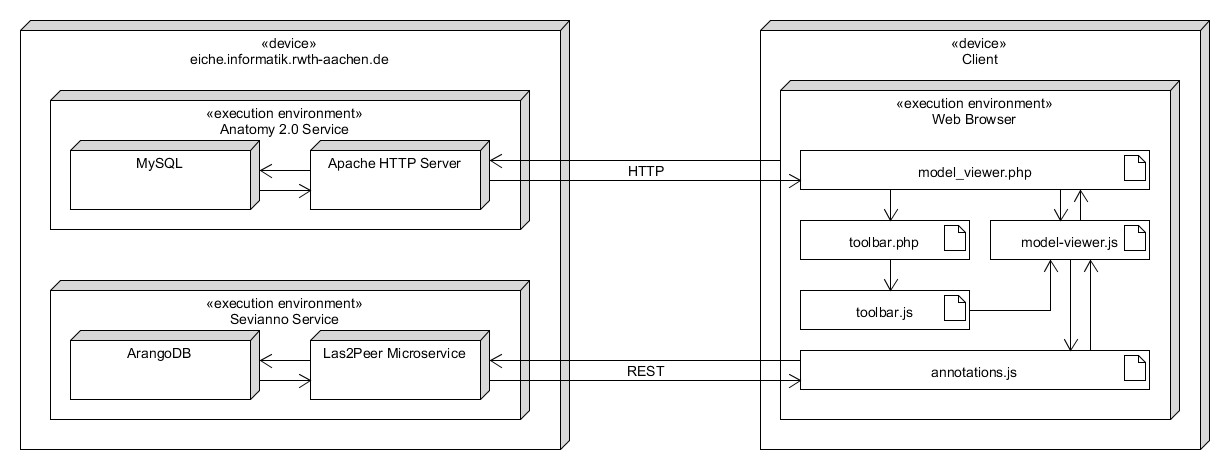 «device»
eiche.informatik.rwth-aachen.de
«execution environment»
Anatomy 2.0 Service
MySQL
Apache HTTP Server
«execution environment»
Sevianno Service
ArangoDB
Las2Peer Microservice
HTTP
REST
«device»
Client
«execution environment»
Web Browser
model_viewer.php
toolbar.php
model-viewer.js
toolbar.js
annotations.js